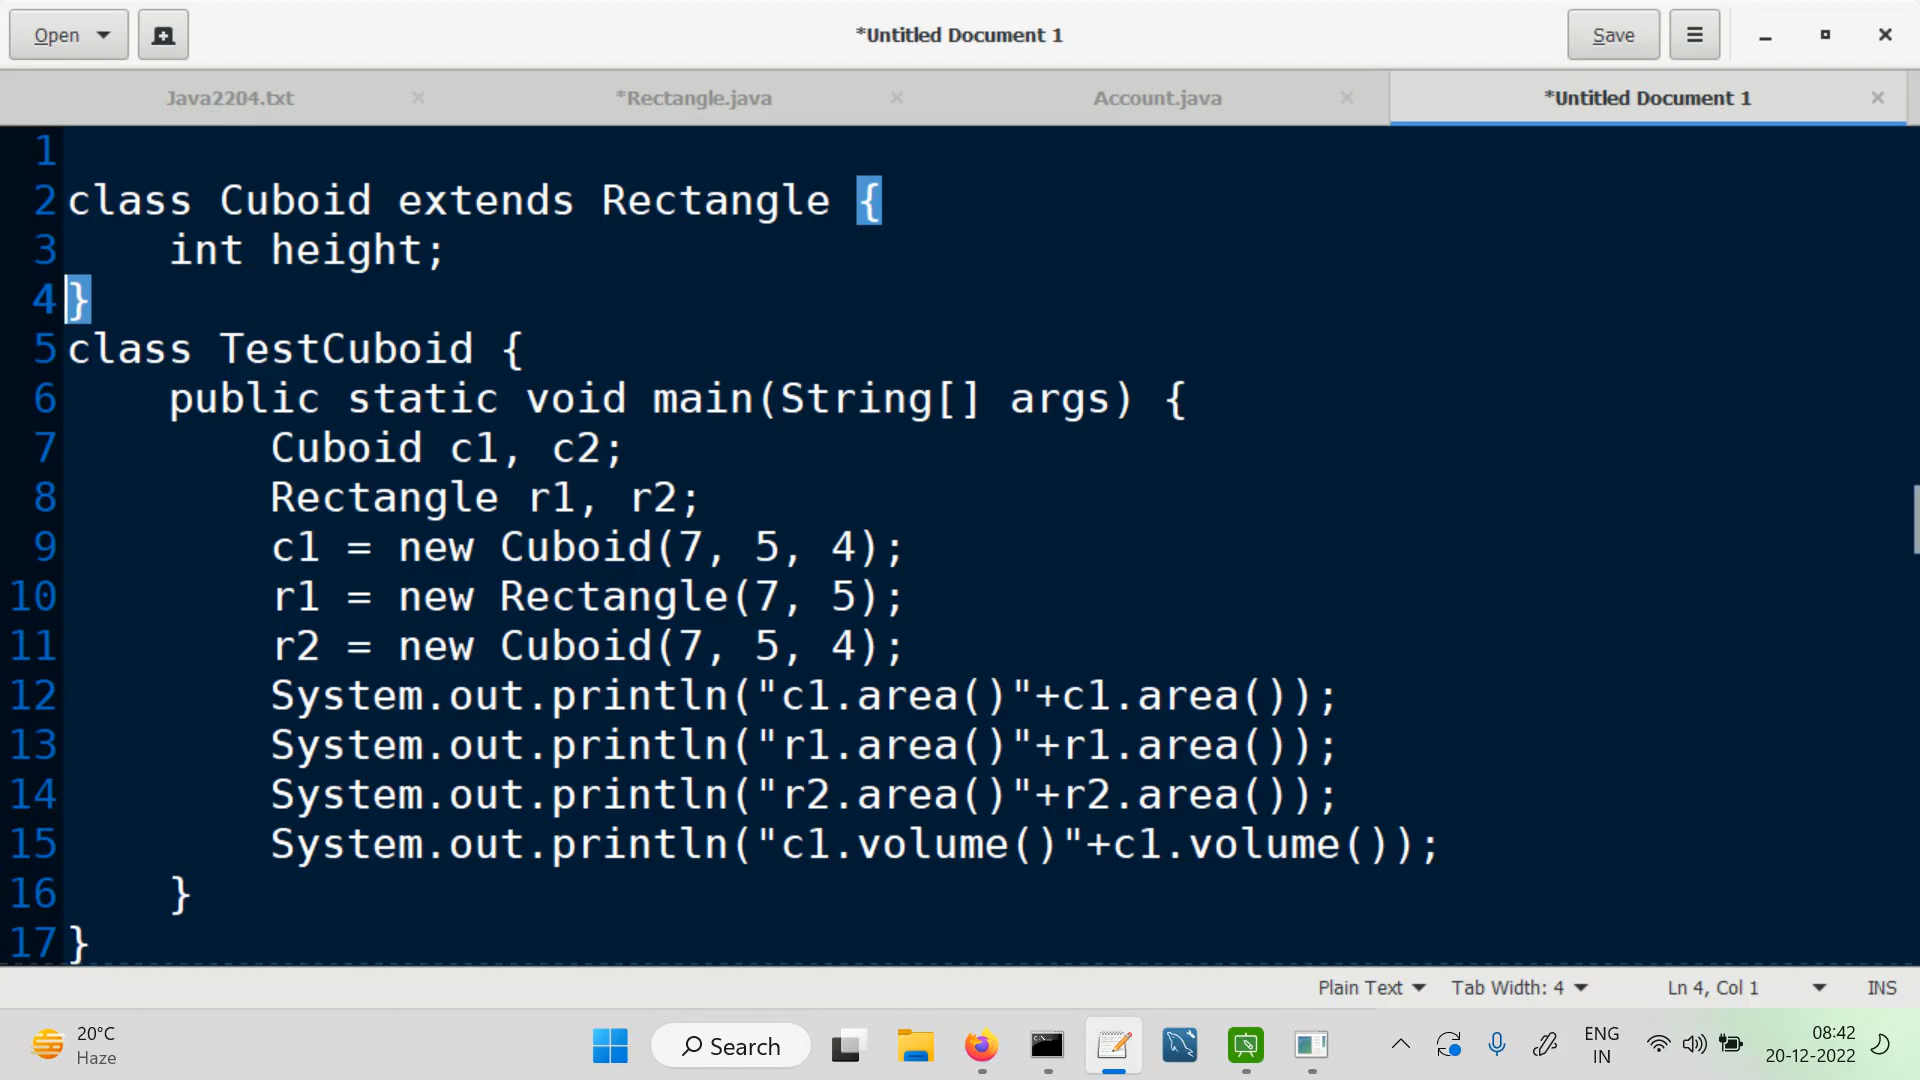 Open
*Untitled Document 1
Save
Java2204.txt
*Rectangle.java
Account.java
*Untitled Document 1
1
2 class Cuboid extends Rectangle {
3     int height;
4 }
5 class TestCuboid {
6     public static void main(String[] args) {
7         Cuboid c1, c2;
8         Rectangle r1, r2;
9         c1 = new Cuboid(7, 5, 4);
10         r1 = new Rectangle(7, 5);
11         r2 = new Cuboid(7, 5, 4);
12         System.out.println("c1.area()"+c1.area());
13         System.out.println("r1.area()"+r1.area());
14         System.out.println("r2.area()"+r2.area());
15         System.out.println("c1.volume()"+c1.volume());
16     }
17 }
Plain Text
Tab Width: 4
Ln 4, Col 1
INS
20°C
Haze
Search
ENG
IN
08:42
20-12-2022